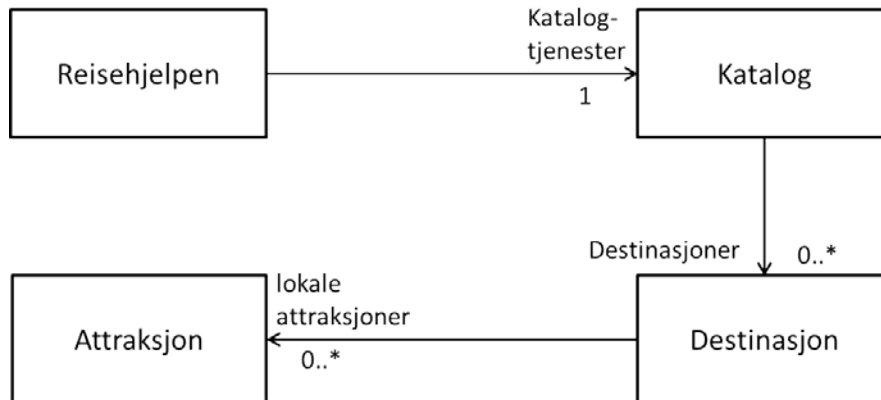 Reisehjelpen
Katalog-
tjenester
1
Katalog
Destinasjoner
0..*
Attraksjon
lokale
attraksjoner
0..*
Destinasjon